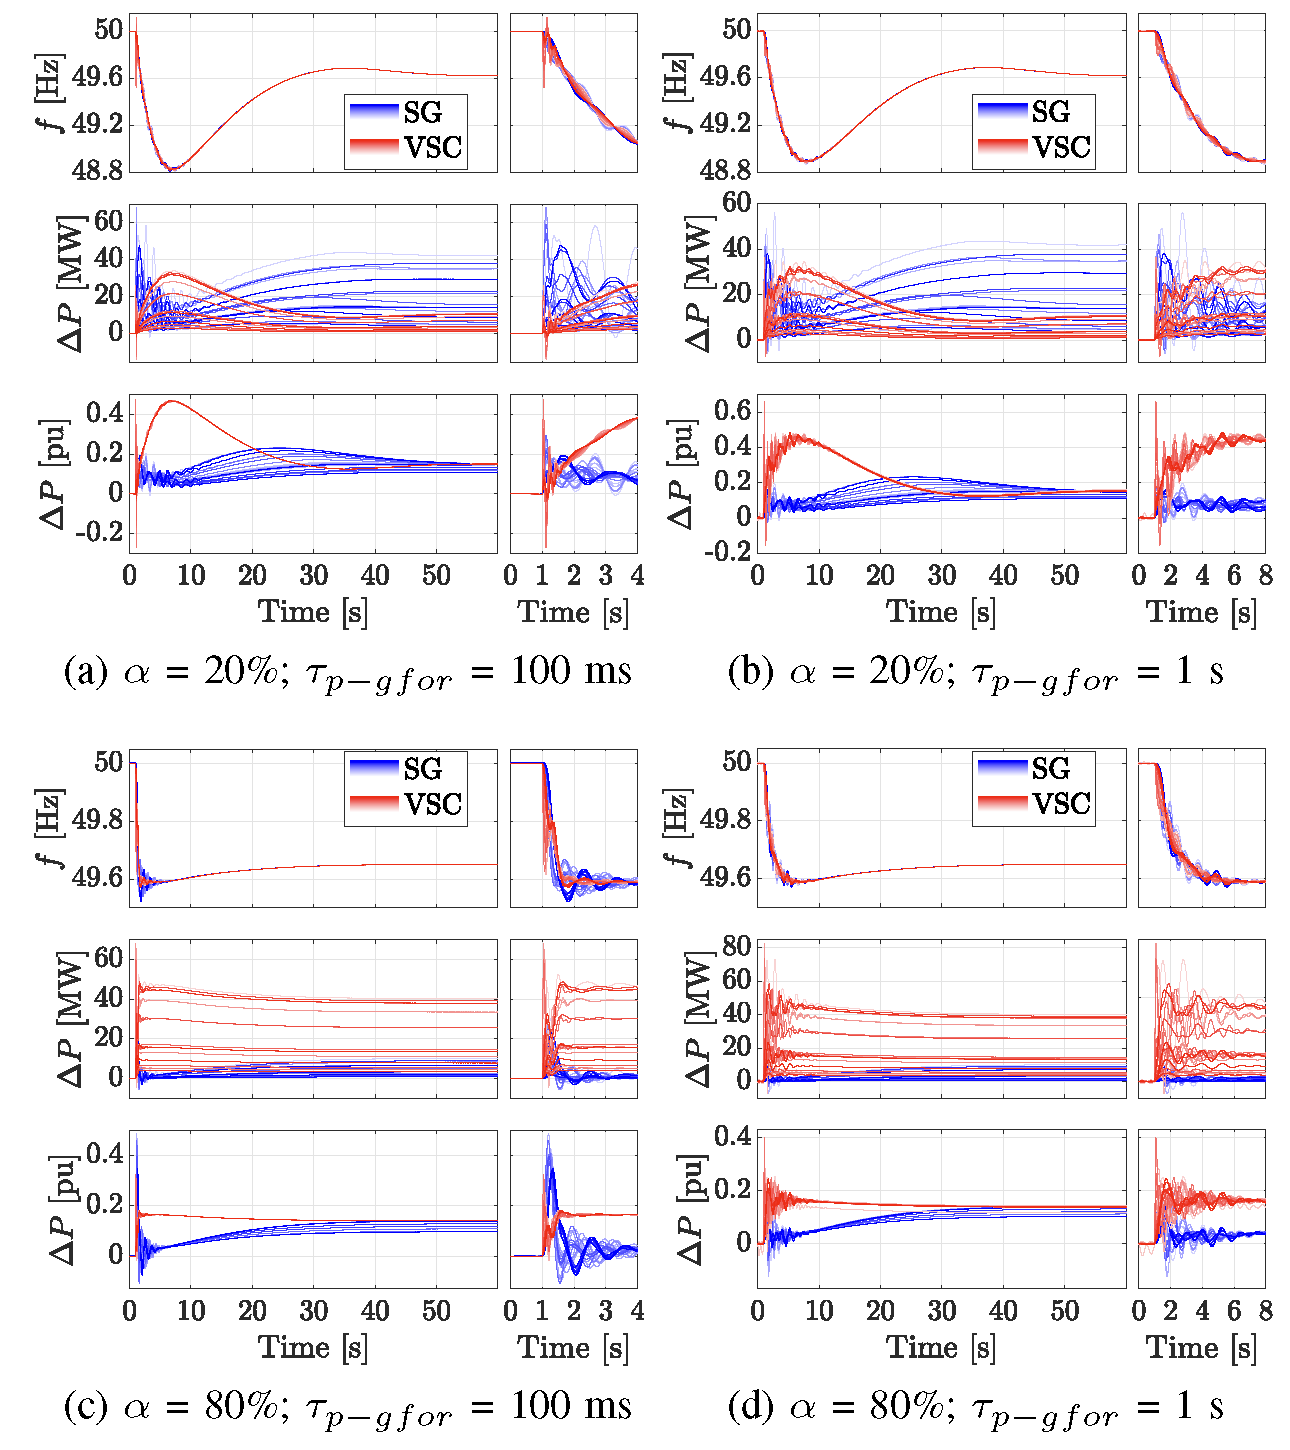 f [Hz]
50
49.6
49.2
48.8
SG
VSC
ΔP [MW]
60
40
20
0
ΔP [pu]
0.4
0.2
0
-0.2
0 10 20 30 40 50
Time [s]
0 1 2 3 4
Time [s]
(a) α = 20%; τp−gfor = 100 ms
f [Hz]
50
49.6
49.2
48.8
SG
VSC
ΔP [MW]
60
40
20
0
ΔP [pu]
0.6
0.4
0.2
0
-0.2
0 10 20 30 40 50
Time [s]
0 2 4 6 8
Time [s]
(b) α = 20%; τp−gfor = 1 s
f [Hz]
50
49.8
49.6
SG
VSC
ΔP [MW]
60
40
20
0
ΔP [pu]
0.4
0.2
0
0 10 20 30 40 50
Time [s]
0 1 2 3 4
Time [s]
(c) α = 80%; τp−gfor = 100 ms
f [Hz]
50
49.8
49.6
SG
VSC
ΔP [MW]
80
60
40
20
0
ΔP [pu]
0.4
0.2
0
0 10 20 30 40 50
Time [s]
0 2 4 6 8
Time [s]
(d) α = 80%; τp−gfor = 1 s